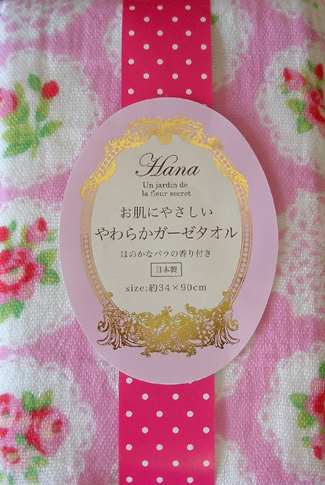 Hana
Un jardin de
la fleur secret
お肌にやさしい
やわらかガーゼタオル
ほのかなバラの香り付き
日本製
size:約34×90cm